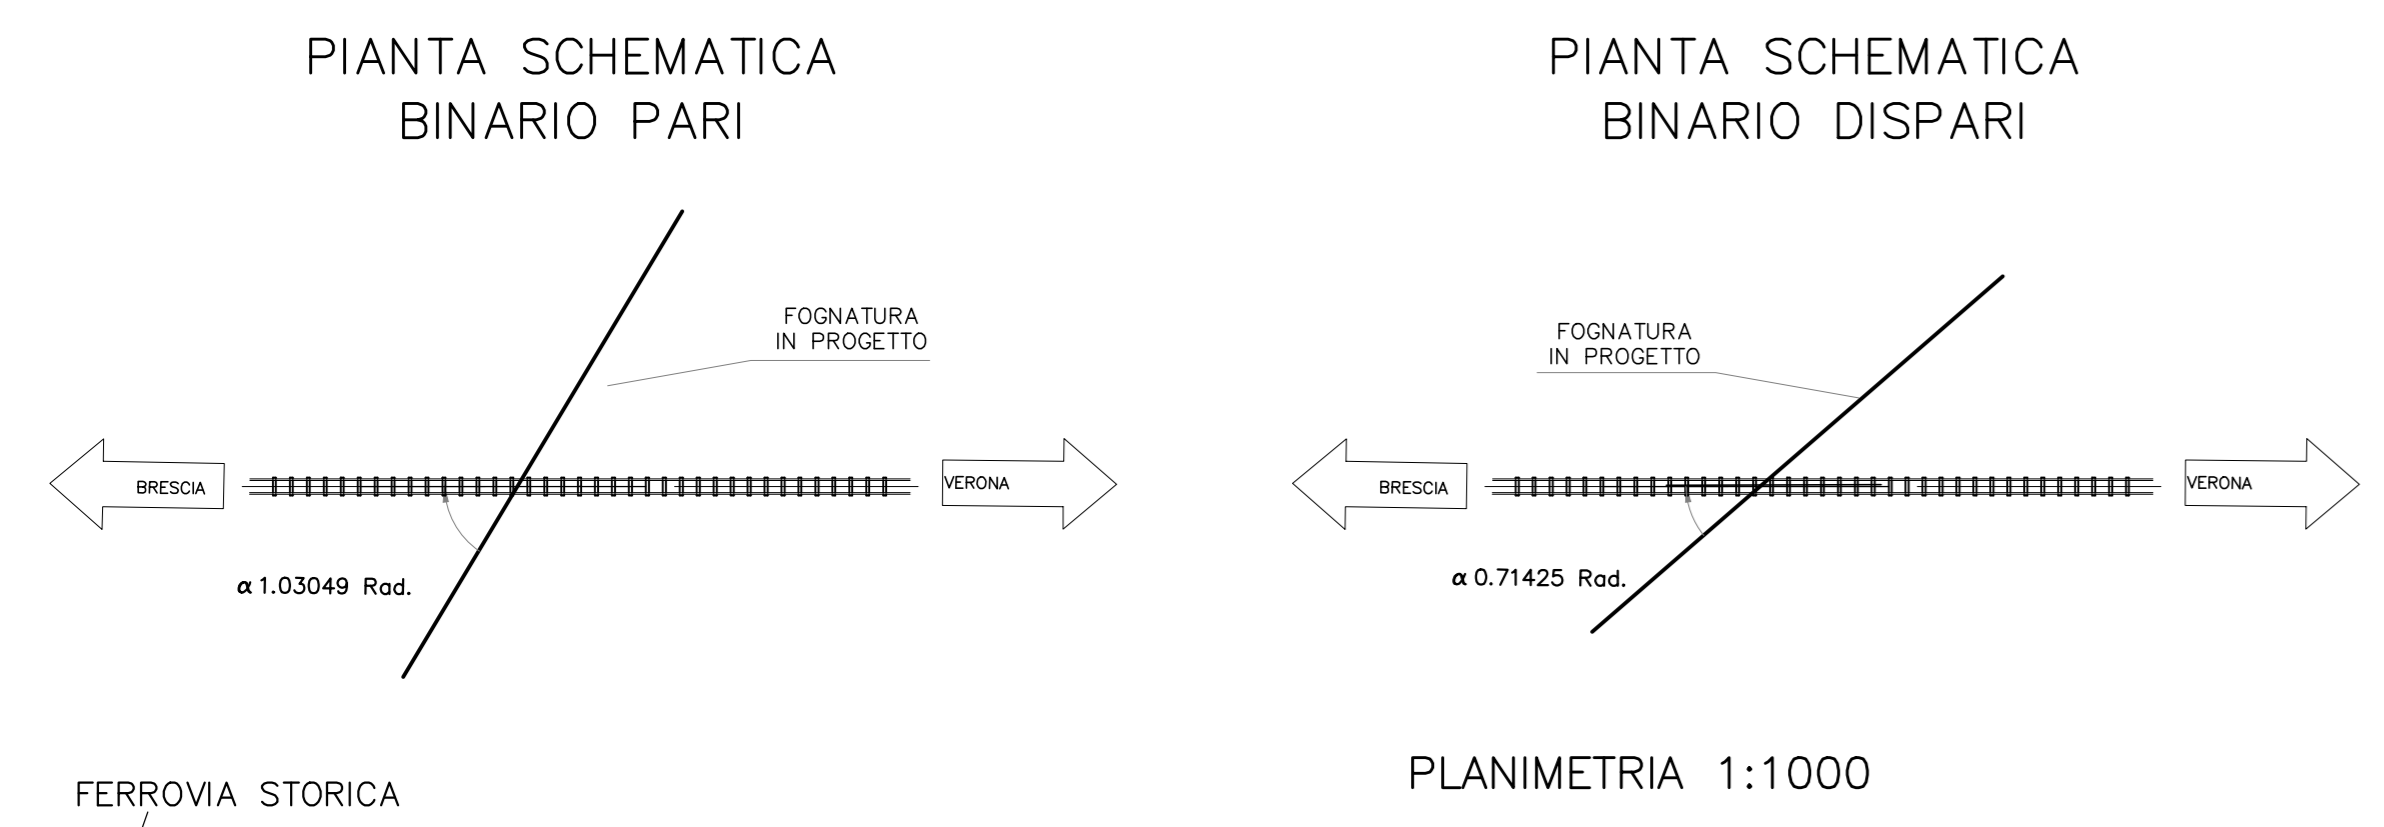 PIANTA SCHEMATICA
BINARIO PARI
FOGNATURA
IN PROGETTO
BRESCIA
VERONA
α 1.03049 Rad.
FERROVIA STORICA
PIANTA SCHEMATICA
BINARIO DISPARI
FOGNATURA
IN PROGETTO
BRESCIA
VERONA
α 0.71425 Rad.
PLANIMETRIA 1:1000